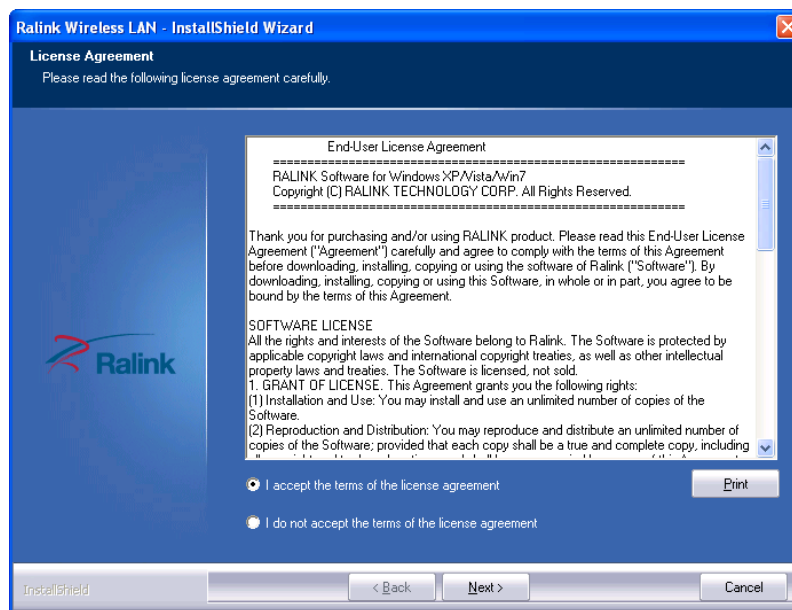 Ralink Wireless LAN - InstallShield Wizard
License Agreement
Please read the following license agreement carefully.
End-User License Agreement
===========================================================
RALINK Software for Windows XP/Vista/Win7
Copyright (C) RALINK TECHNOLOGY CORP. All Rights Reserved.
===========================================================
Thank you for purchasing and/or using RALINK product. Please read this End-User License
Agreement ("Agreement") carefully and agree to comply with the terms of this Agreement
before downloading, installing, copying or using the software of Ralink ("Software"). By
downloading, installing, copying or using this Software, in whole or in part, you agree to be
bound by the terms of this Agreement.
SOFTWARE LICENSE
All the rights and interests of the Software belong to Ralink. The Software is protected by
applicable copyright laws and international copyright treaties, as well as other intellectual
property laws and treaties. The Software is licensed, not sold.
1. GRANT OF LICENSE. This Agreement grants you the following rights:
(1) Installation and Use: You may install and use an unlimited number of copies of the
Software.
(2) Reproduction and Distribution: You may reproduce and distribute an unlimited number of
copies of the Software; provided that each copy shall be a true and complete copy, including
Ralink
I accept the terms of the license agreement
Print
I do not accept the terms of the license agreement
InstallShield
< Back
Next >
Cancel